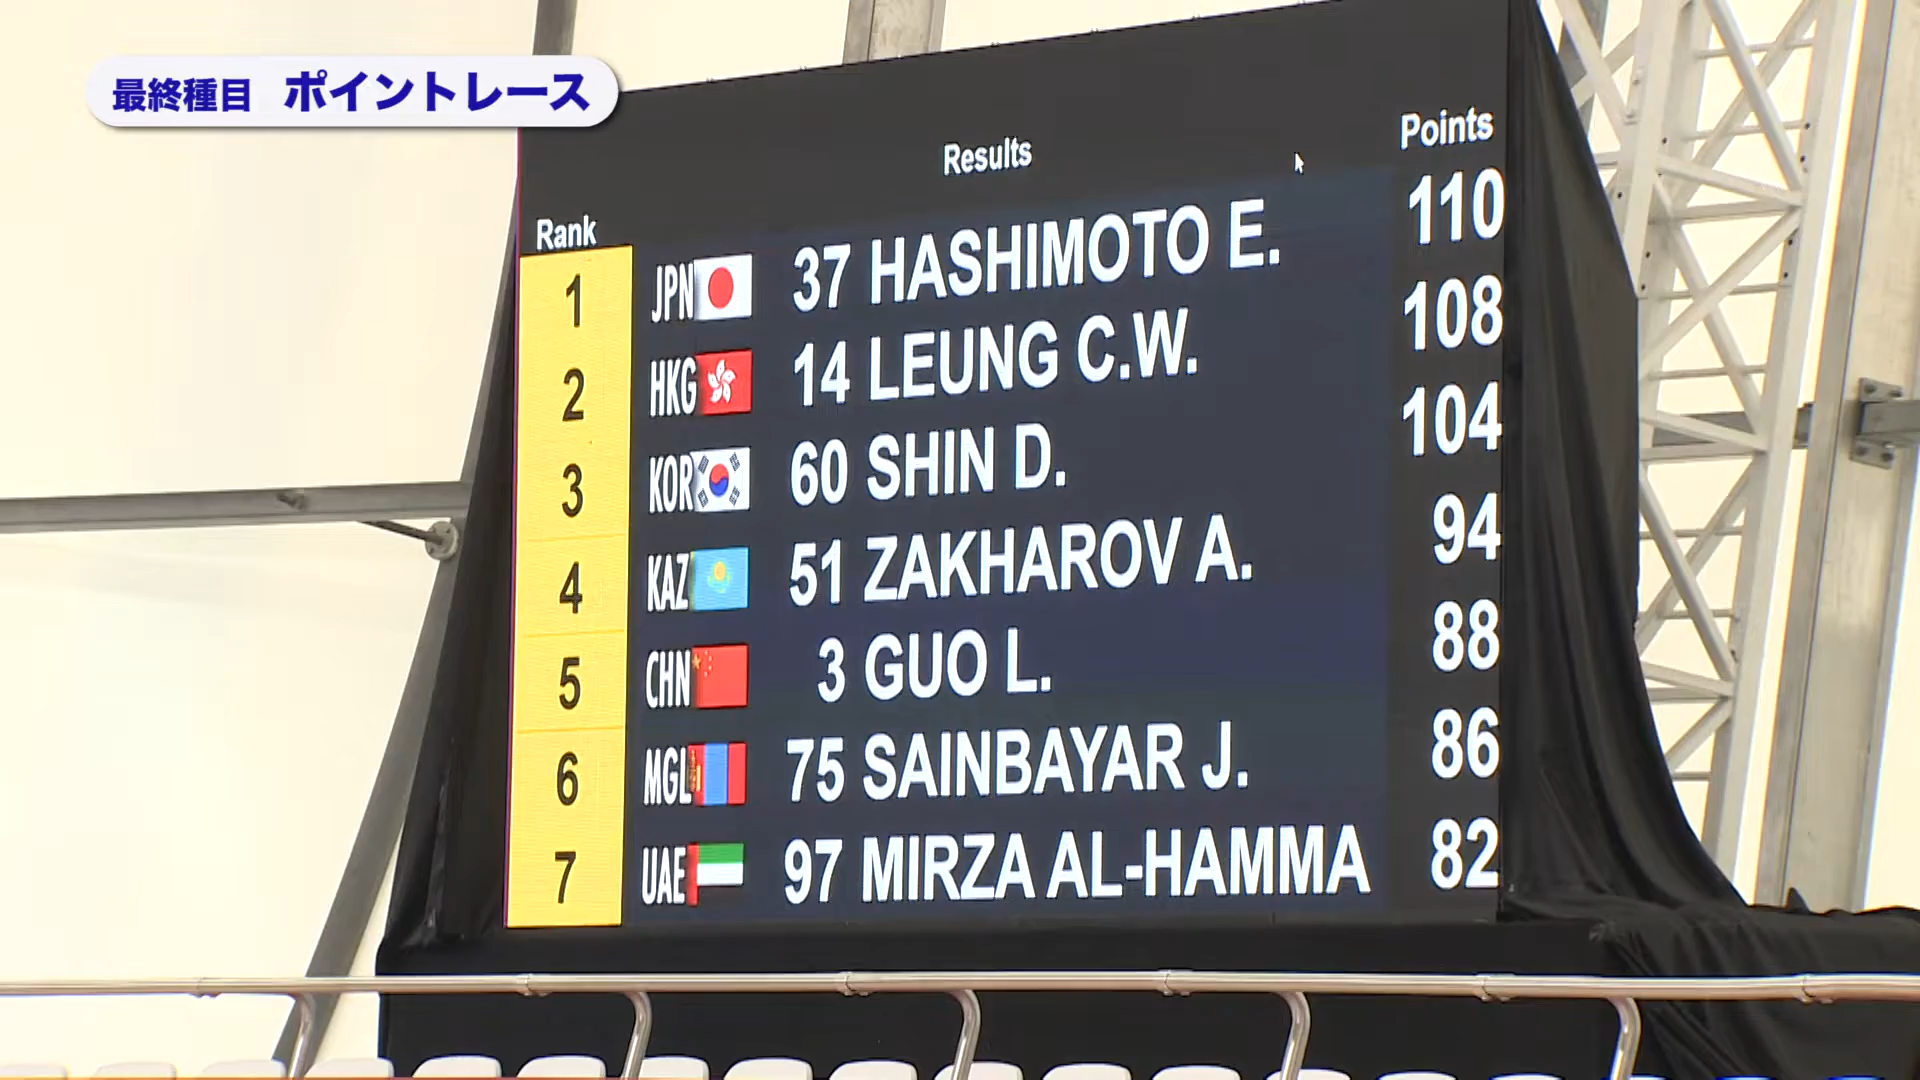 最終種目 ポイントレース
Results Points
Rank
1 JPN 37 HASHIMOTO E. 110
2 HKG 14 LEUNG C.W. 108
3 KOR 60 SHIN D. 104
4 KAZ 51 ZAKHAROV A. 94
5 CHN 3 GUO L. 88
6 MGL 75 SAINBAYAR J. 86
7 UAE 97 MIRZA AL-HAMMA 82